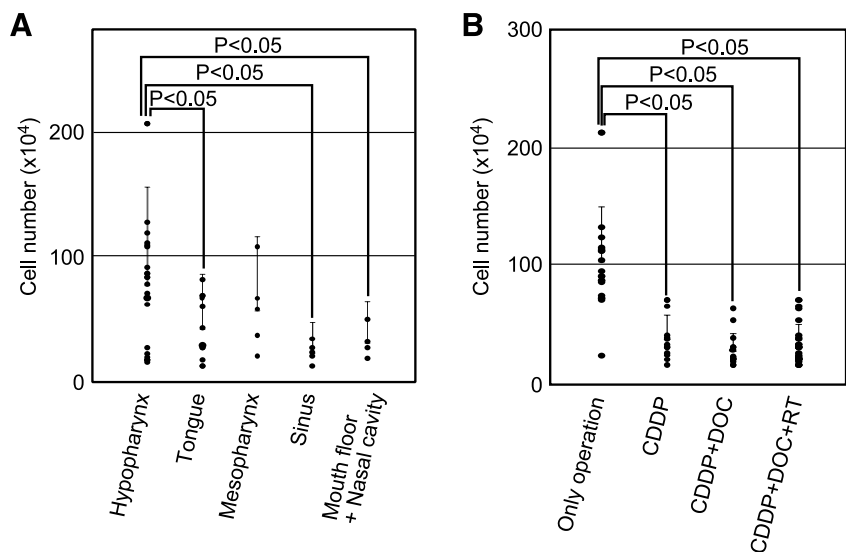 A
P<0.05
P<0.05
P<0.05
Cell number (x10⁴)
200
100
0
Hypopharynx
Tongue
Mesopharynx
Sinus
Mouth floor
+ Nasal cavity
B
300
P<0.05
P<0.05
P<0.05
Cell number (x10⁴)
200
100
0
Only operation
CDDP
CDDP+DOC
CDDP+DOC+RT